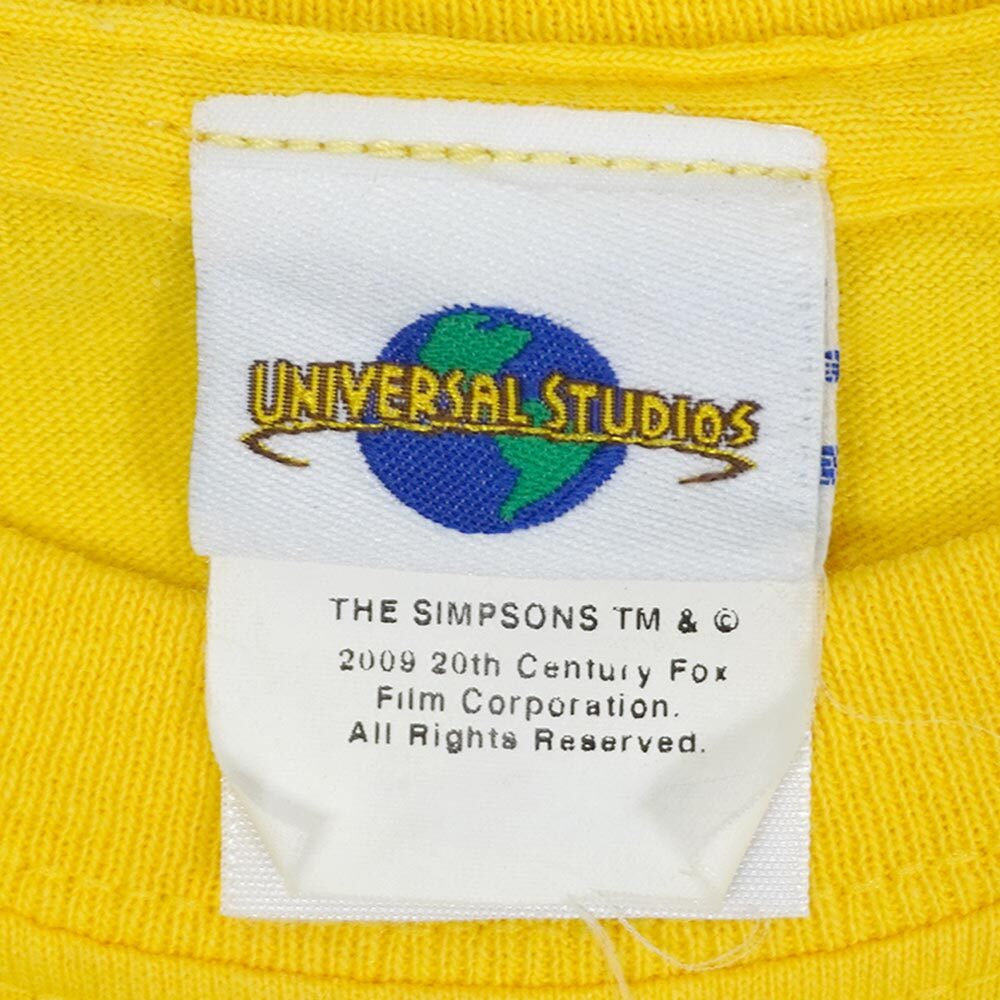 UNIVERSAL STUDIOS
THE SIMPSONS TM & ©
2009 20th Century Fox
Film Corporation.
All Rights Reserved.